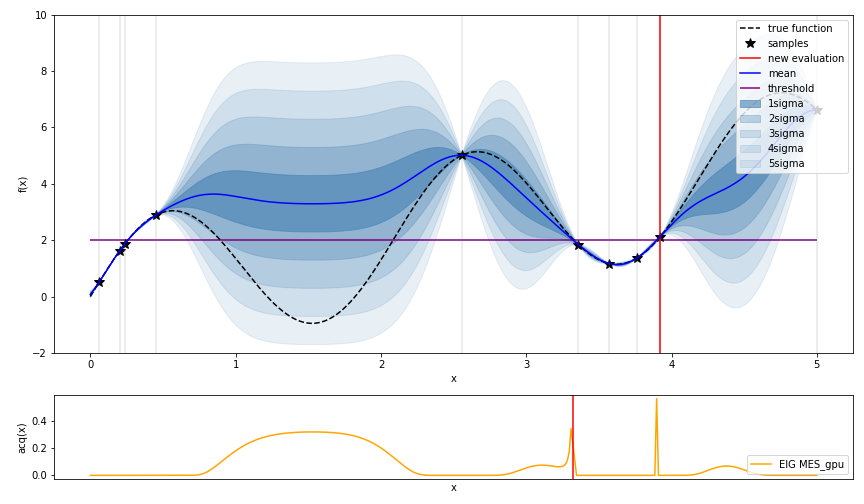 10
8
6
4
2
0
−2
f(x)
true function
samples
new evaluation
mean
threshold
1sigma
2sigma
3sigma
4sigma
5sigma
0 1 2 3 4 5
x
0.4
0.2
0.0
acq(x)
EIG MES_gpu
x